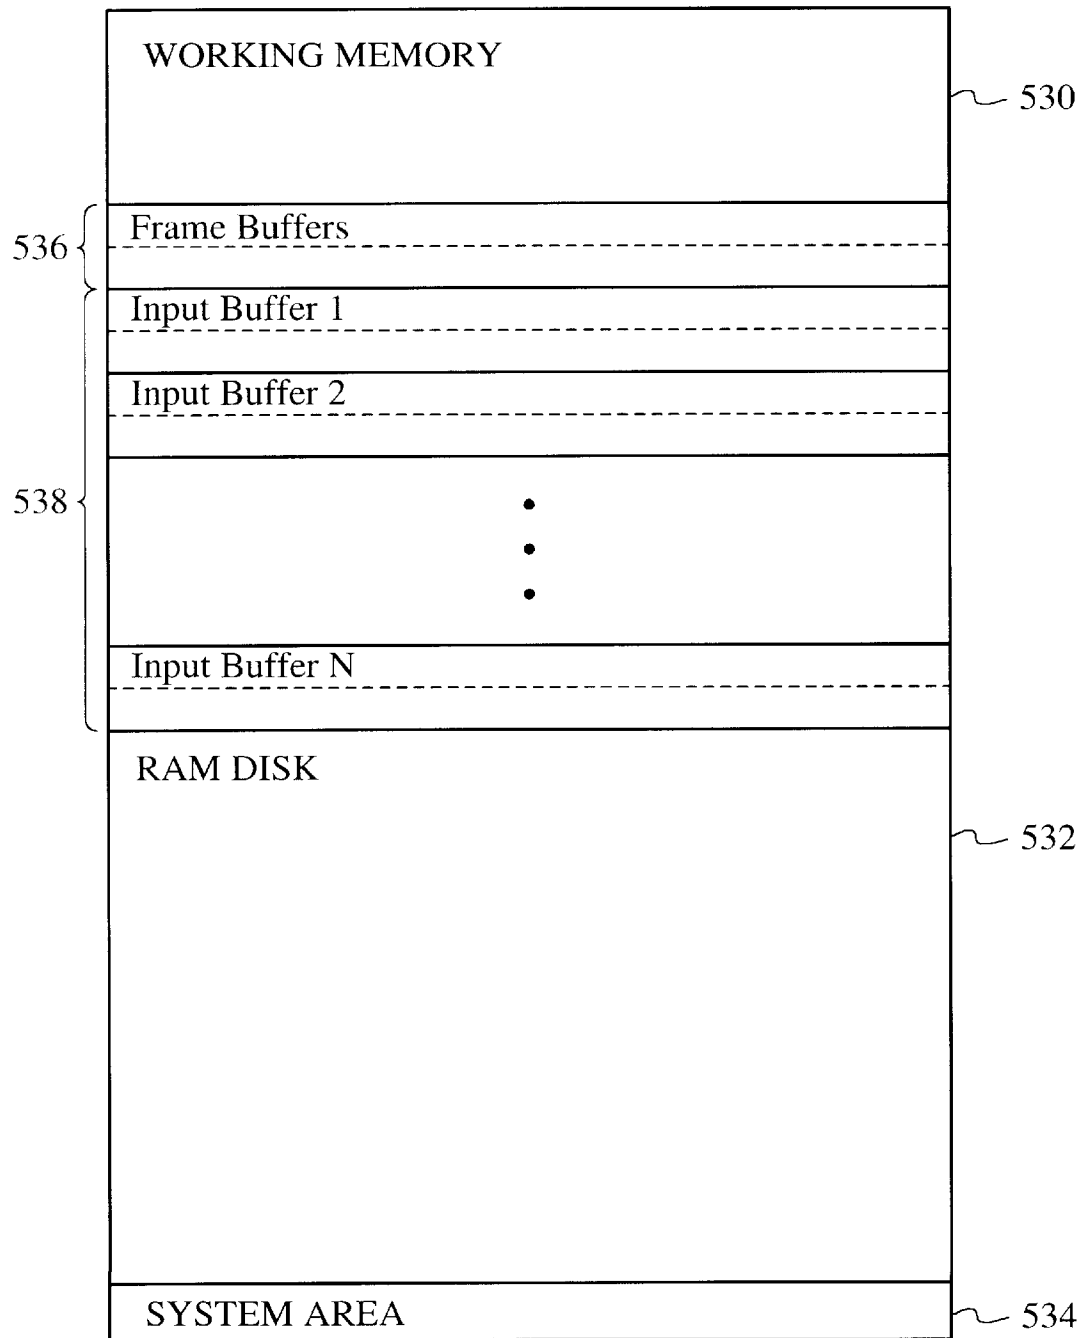 WORKING MEMORY
530
Frame Buffers
536
Input Buffer 1
Input Buffer 2
538
Input Buffer N
RAM DISK
532
SYSTEM AREA
534